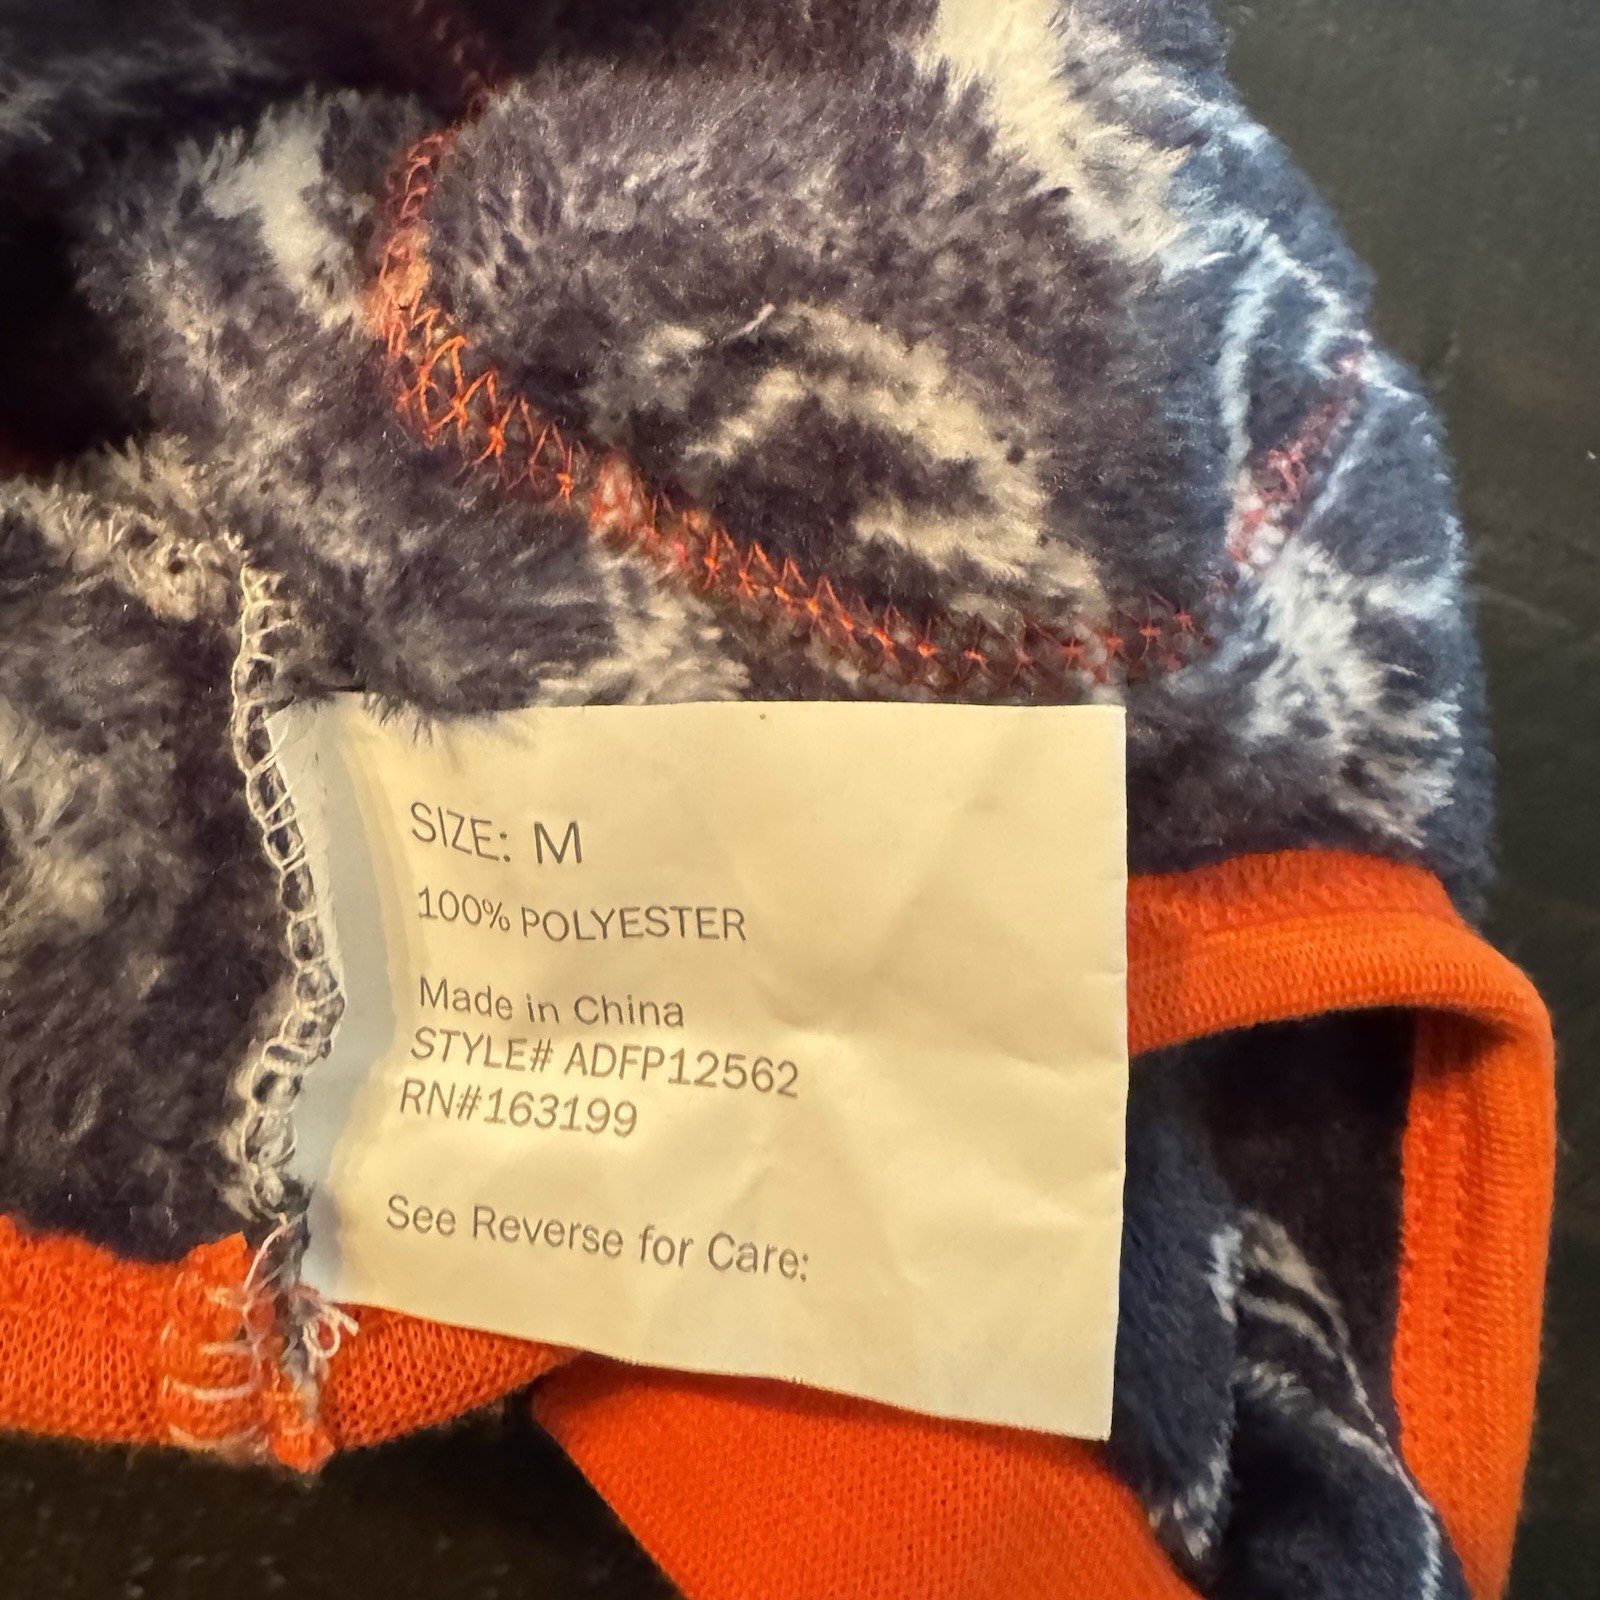 SIZE: M
100% POLYESTER
Made in China
STYLE# ADFP12562
RN#163199
See Reverse for Care: